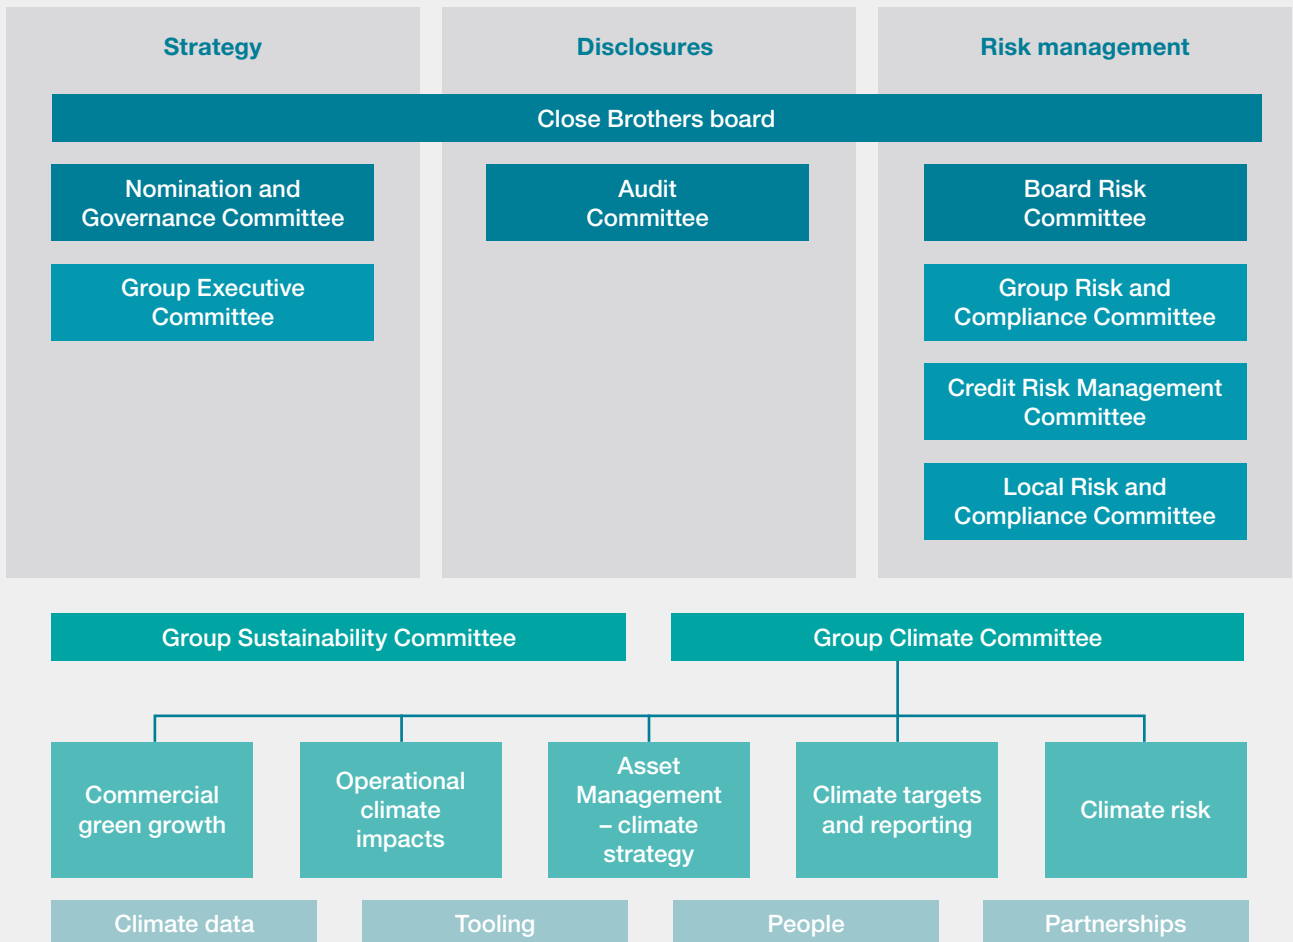 Strategy
Disclosures
Risk management
Close Brothers board
Nomination and
Governance Committee
Audit
Committee
Board Risk
Committee
Group Executive
Committee
Group Risk and
Compliance Committee
Credit Risk Management
Committee
Local Risk and
Compliance Committee
Group Sustainability Committee
Group Climate Committee
Commercial
green growth
Operational
climate
impacts
Asset
Management
– climate
strategy
Climate targets
and reporting
Climate risk
Climate data
Tooling
People
Partnerships